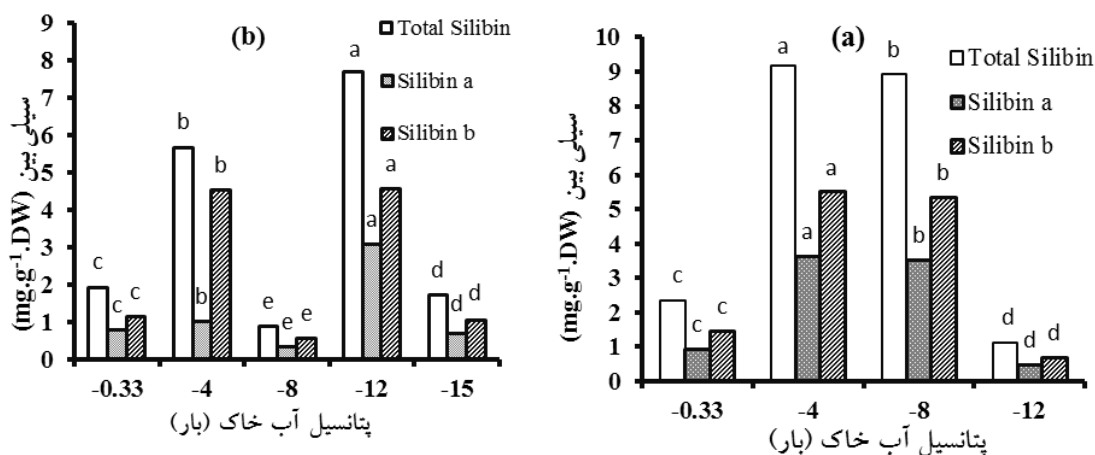 (b)
Total Silibin
Silibin a
Silibin b
سیلی بین (mg.g⁻¹.DW)
9
8
7
6
5
4
3
2
1
0
c c c
b b b
e e e
a a a
d d d
-0.33 -4 -8 -12 -15
پتانسیل آب خاک (بار)
(a)
Total Silibin
Silibin a
Silibin b
سیلی بین (mg.g⁻¹.DW)
10
9
8
7
6
5
4
3
2
1
0
c c c
a a a
b b b
d d d
-0.33 -4 -8 -12
پتانسیل آب خاک (بار)